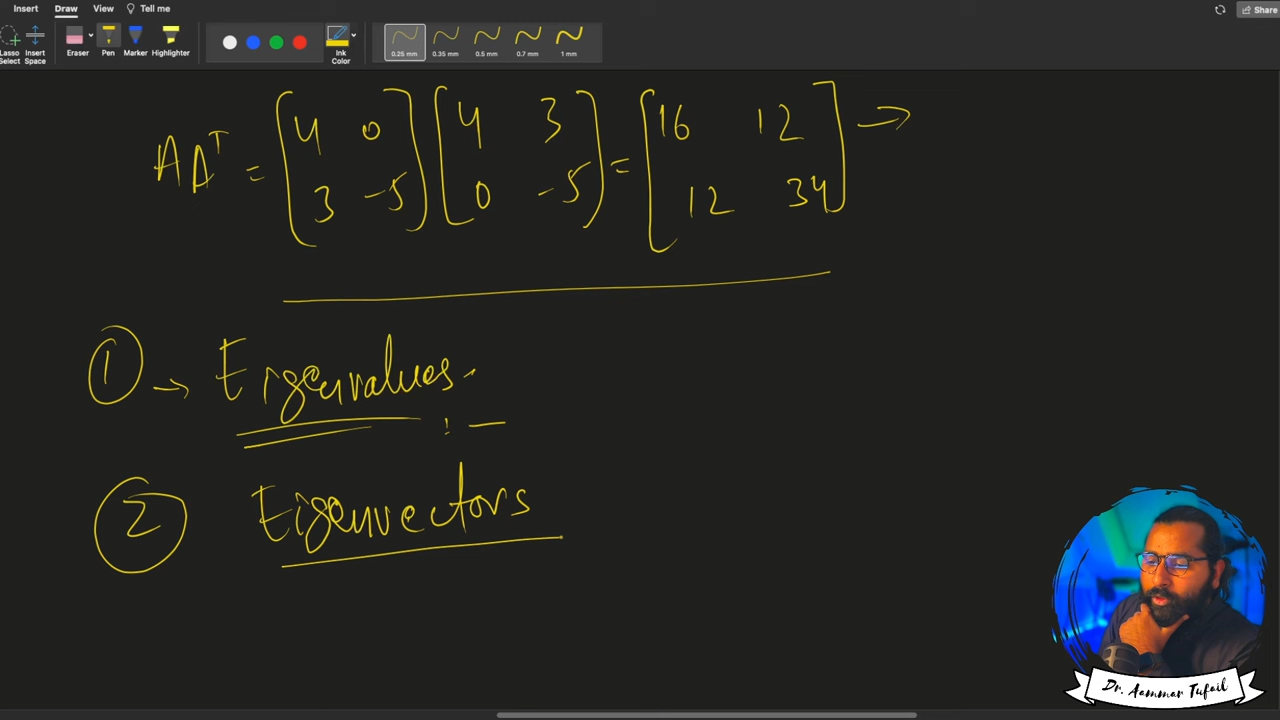 Insert Draw View Tell me
Share
Lasso Select Insert Space Eraser Pen Marker Highlighter Ink Color 0.25 mm 0.35 mm 0.5 mm 0.7 mm 1 mm
AAᵀ = [4 0; 3 -5] [4 3; 0 -5] = [16 12; 12 34] →
① → Eigenvalues :-
② Eigenvectors
Dr. Aammar Tufail